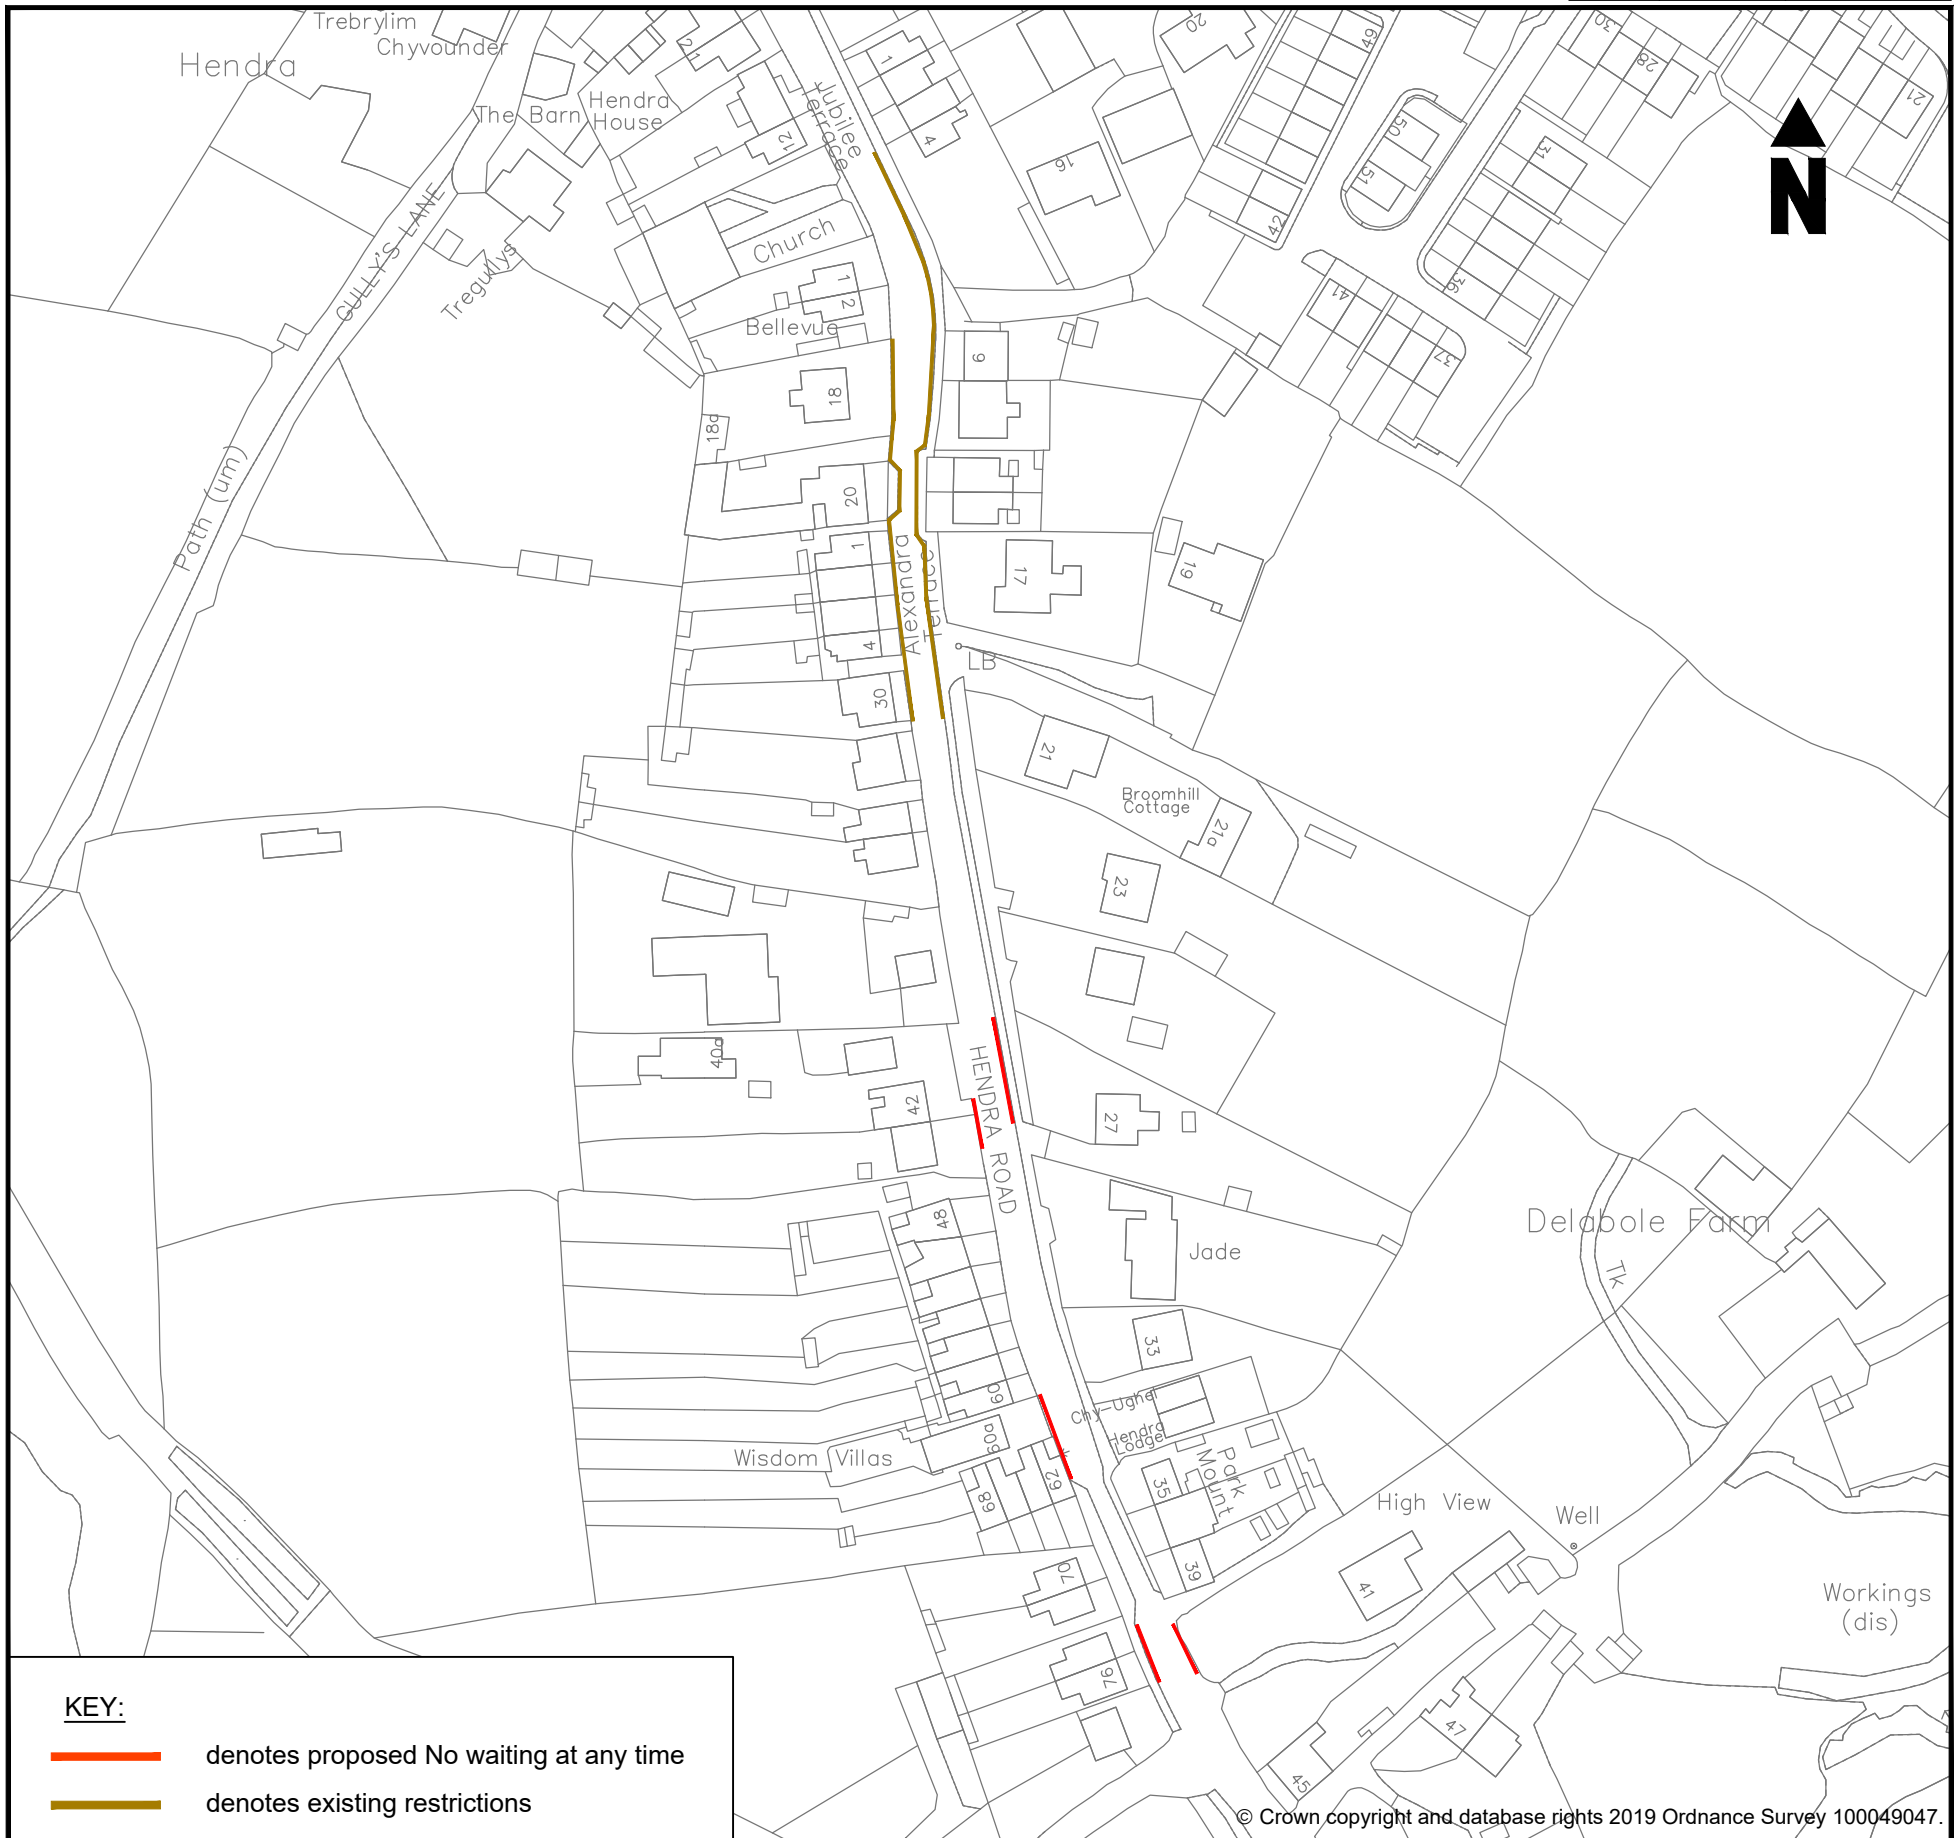 Trebrylim
Chyvounder
Hendra
The Barn
Hendra
House
21
12
Jubilee
Terrace
1
4
20
49
30
28
21
50
51
31
16
42
N
GULLY'S LANE
Tregullys
Church
1
2
Bellevue
41
36
37
9
18
18a
Path (um)
20
1
Alexandra
Terrace
17
19
4
LB
30
21
Broomhill
Cottage
21a
23
40a
HENDRA ROAD
42
27
48
Delabole Farm
Jade
Tk
33
60
Chy-Ughel
Hendra
Lodge
60a
Wisdom Villas
62
68
Park
Mount
35
High View
Well
39
70
41
Workings
(dis)
76
47
45
KEY:
denotes proposed No waiting at any time
denotes existing restrictions
© Crown copyright and database rights 2019 Ordnance Survey 100049047.